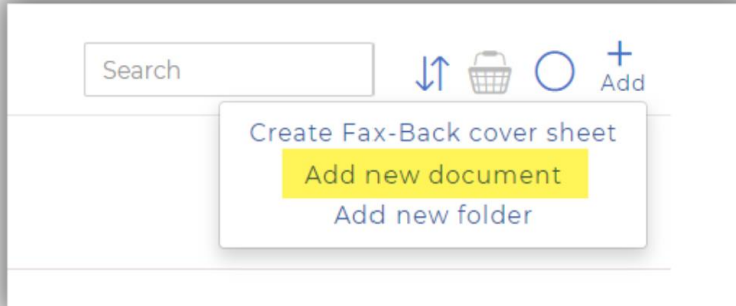 Search
Add
Create Fax-Back cover sheet
Add new document
Add new folder